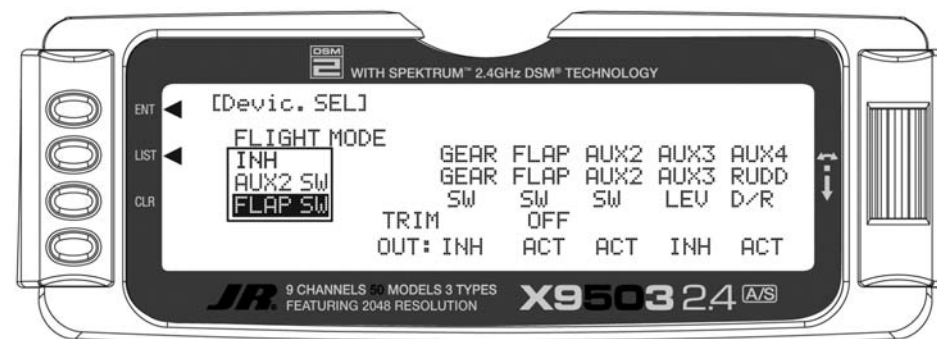 DSM
2 WITH SPEKTRUM™ 2.4GHz DSM® TECHNOLOGY
ENT
LIST
CLR
[Devic. SEL]
FLIGHT MODE
INH
AUX2 SW
FLAP SW
GEAR FLAP AUX2 AUX3 AUX4
GEAR FLAP AUX2 AUX3 RUDD
SW SW SW LEV D/R
TRIM OFF
OUT: INH ACT ACT INH ACT
JR. 9 CHANNELS 50 MODELS 3 TYPES
FEATURING 2048 RESOLUTION
X9503 2.4 A/S